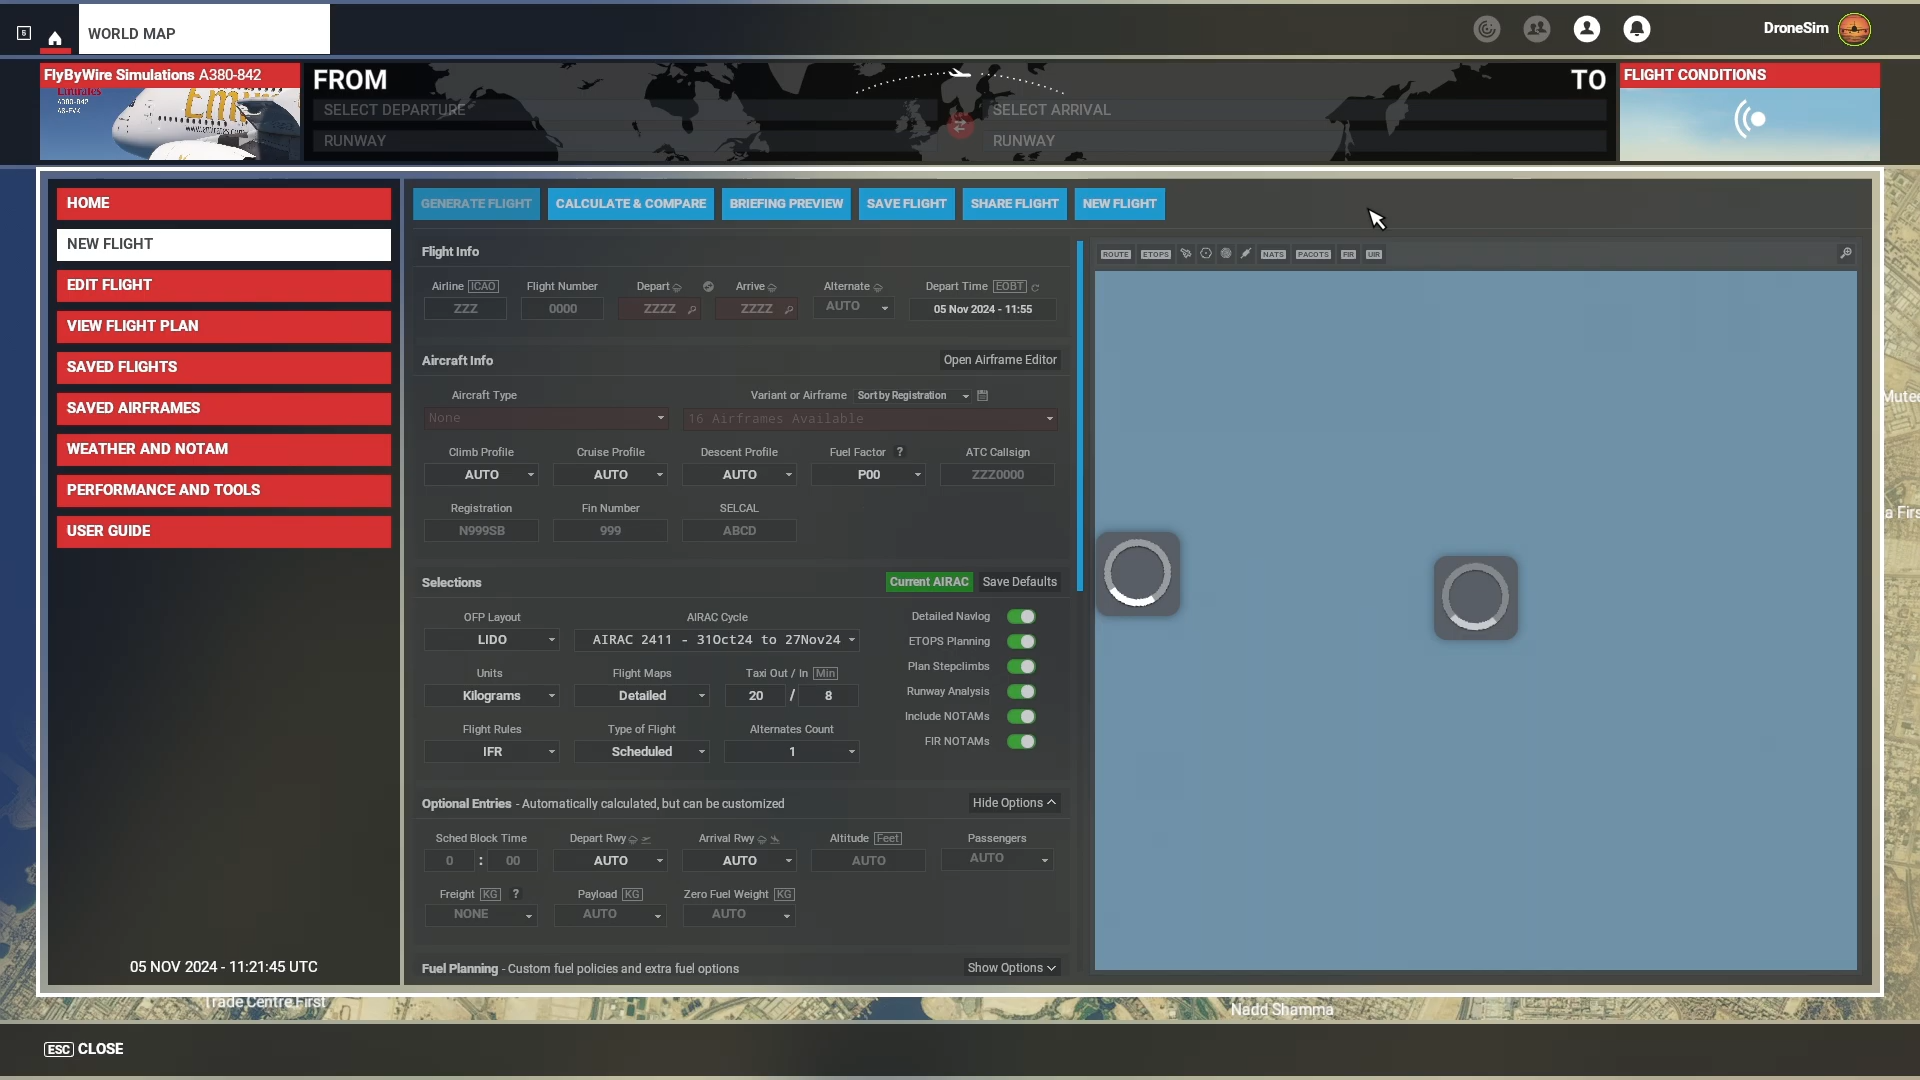 6
WORLD MAP
DroneSim
FlyByWire Simulations A380-842
Emirates
A380-842
A6-EVK
FROM
SELECT DEPARTURE
RUNWAY
TO
SELECT ARRIVAL
RUNWAY
FLIGHT CONDITIONS
HOME
NEW FLIGHT
EDIT FLIGHT
VIEW FLIGHT PLAN
SAVED FLIGHTS
SAVED AIRFRAMES
WEATHER AND NOTAM
PERFORMANCE AND TOOLS
USER GUIDE
05 NOV 2024 - 11:21:45 UTC
GENERATE FLIGHT CALCULATE & COMPARE BRIEFING PREVIEW SAVE FLIGHT SHARE FLIGHT NEW FLIGHT
Flight Info
Airline ICAO Flight Number Depart Arrive Alternate Depart Time EOBT
ZZZ 0000 ZZZZ ZZZZ AUTO 05 Nov 2024 - 11:55
Aircraft Info Open Airframe Editor
Aircraft Type Variant or Airframe Sort by Registration
None 16 Airframes Available
Climb Profile Cruise Profile Descent Profile Fuel Factor ? ATC Callsign
AUTO AUTO AUTO P00 ZZZ0000
Registration Fin Number SELCAL
N999SB 999 ABCD
Selections Current AIRAC Save Defaults
OFP Layout AIRAC Cycle Detailed Navlog
LIDO AIRAC 2411 - 31Oct24 to 27Nov24 ETOPS Planning
Units Flight Maps Taxi Out / In Min Plan Stepclimbs
Kilograms Detailed 20 / 8 Runway Analysis
Flight Rules Type of Flight Alternates Count Include NOTAMs
IFR Scheduled 1 FIR NOTAMs
Optional Entries - Automatically calculated, but can be customized Hide Options
Sched Block Time Depart Rwy Arrival Rwy Altitude Feet Passengers
0 : 00 AUTO AUTO AUTO AUTO
Freight KG ? Payload KG Zero Fuel Weight KG
NONE AUTO AUTO
Fuel Planning - Custom fuel policies and extra fuel options Show Options
ROUTE ETOPS NATS PACOTS FIR UIR
Mutee
a Firs
Trade Centre First
Nadd Shamma
ESC CLOSE